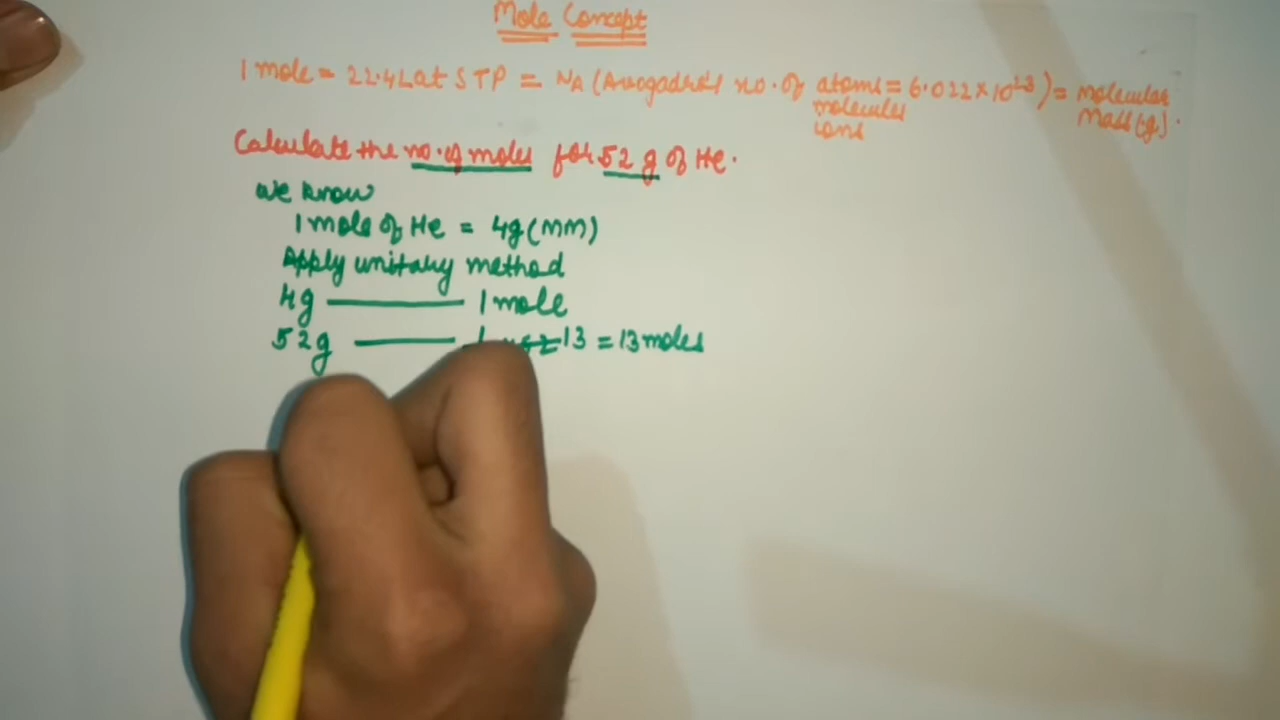 Mole Concept
1 mole = 22.4L at STP = NA (Avogadro's no. of atoms = 6.022×10²³) = molecular
molecules Mass(g).
ions
Calculate the no. of moles for 52 g of He.
We know
1 mole of He = 4g (MM)
Apply unitary method
4g — 1 mole
52g — 13 = 13 moles